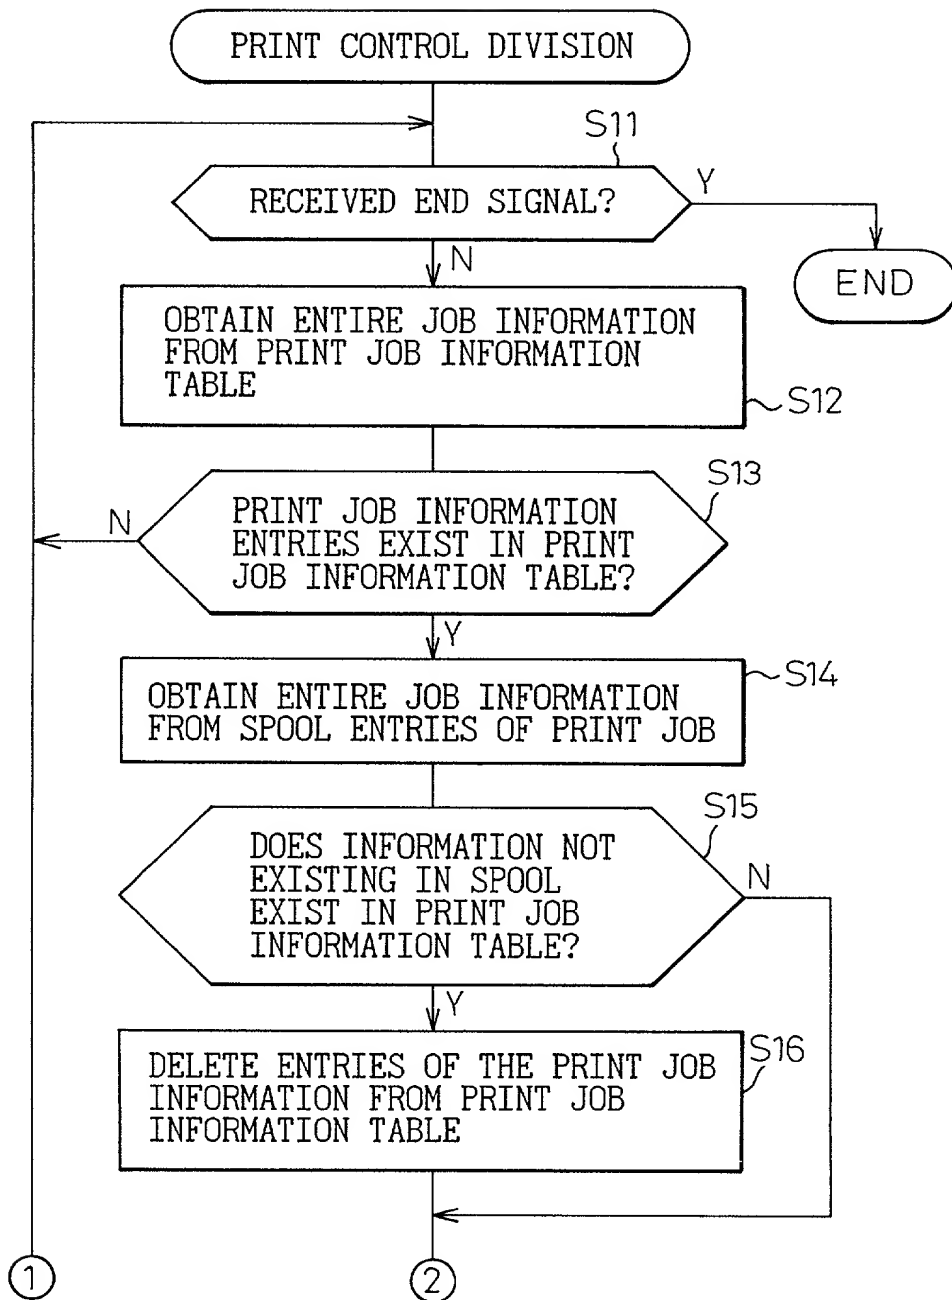 PRINT CONTROL DIVISION
S11
RECEIVED END SIGNAL?
Y
N
END
OBTAIN ENTIRE JOB INFORMATION
FROM PRINT JOB INFORMATION
TABLE
S12
S13
PRINT JOB INFORMATION
ENTRIES EXIST IN PRINT
JOB INFORMATION TABLE?
N
Y
S14
OBTAIN ENTIRE JOB INFORMATION
FROM SPOOL ENTRIES OF PRINT JOB
S15
DOES INFORMATION NOT
EXISTING IN SPOOL
EXIST IN PRINT JOB
INFORMATION TABLE?
N
Y
S16
DELETE ENTRIES OF THE PRINT JOB
INFORMATION FROM PRINT JOB
INFORMATION TABLE
1
2